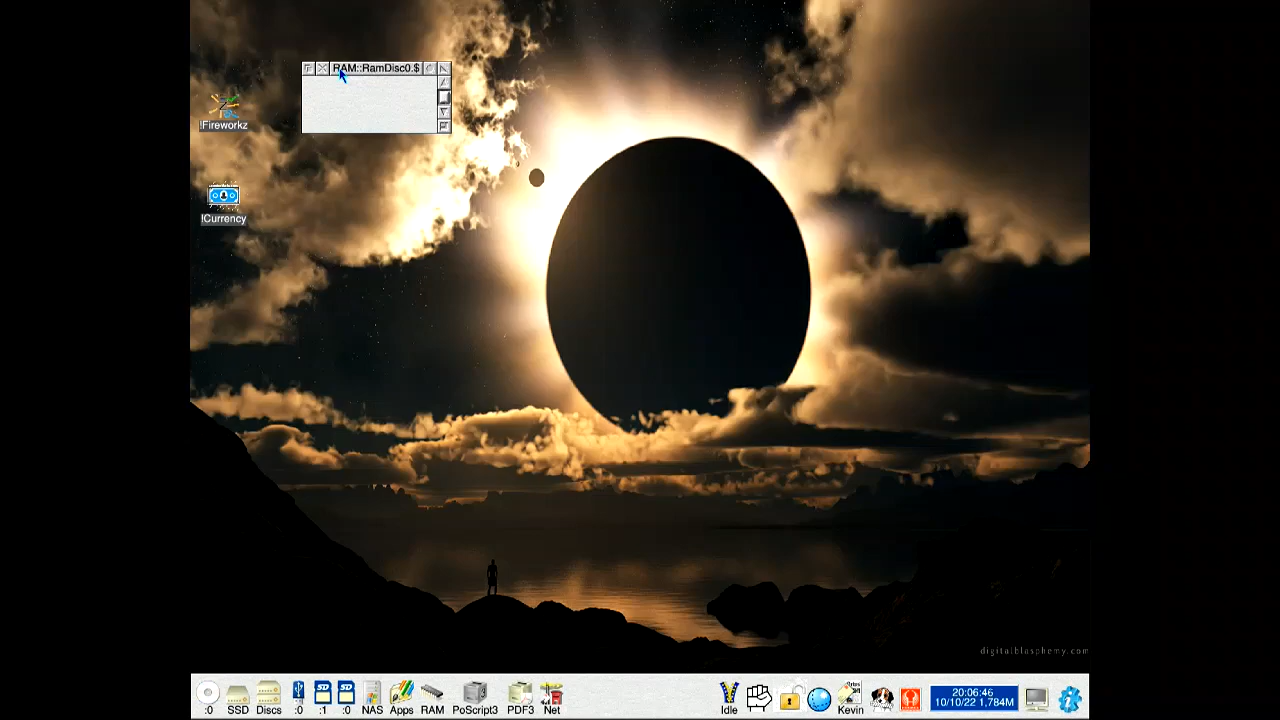 RAM::RamDisc0.$
!Fireworkz
!Currency
digitalblasphemy.com
:0
SSD
Discs
:0
:1
:0
NAS
Apps
RAM
PoScript3
PDF3
Net
Idle
Kevin
20:06:46
10/10/22 1,784M